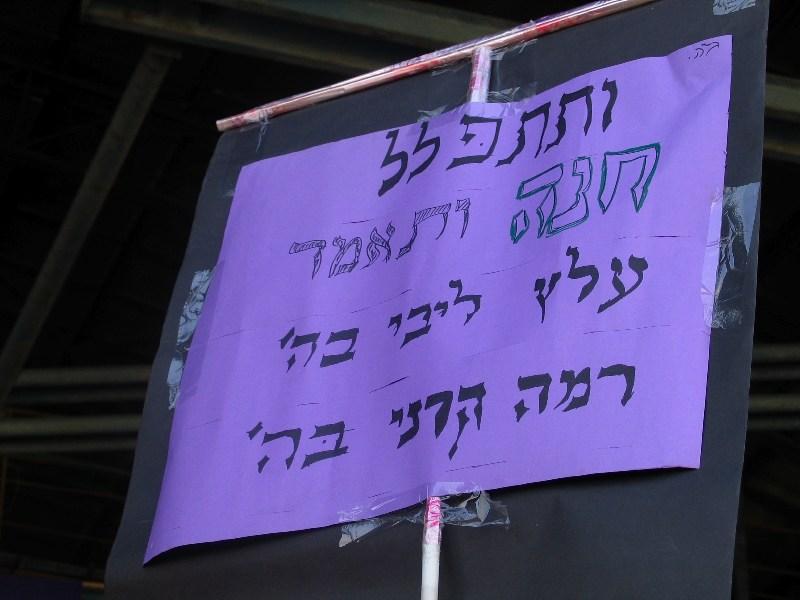 ב"ה.
ותתפלל
חנה ותאמר
עלץ ליבי בה'
רמה קרני בה'